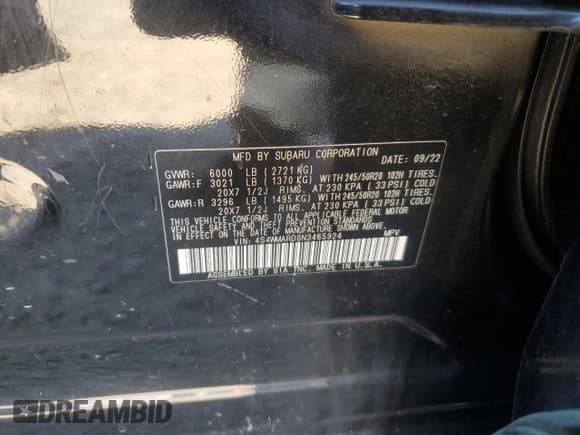 MFD BY SUBARU CORPORATION 09/22
GVWR: 6000 LB ( 2721 KG)
GAWR:F 3021 LB ( 1370 KG) WITH 245/50R20 102H TIRES.
20X7 1/2J RIMS. AT 230 KPA ( 33 PSI) COLD
GAWR:R 3296 LB ( 1495 KG) WITH 245/50R20 102H TIRES.
20X7 1/2J RIMS. AT 230 KPA ( 33 PSI) COLD
THIS VEHICLE CONFORMS TO ALL APPLICABLE FEDERAL MOTOR
VEHICLE SAFETY AND THEFT PREVENTION STANDARDS
IN EFFECT ON THE DATE OF MANUFACTURE SHOWN ABOVE.
VIN: 4S4WMARD6N3465924 MPV
ASSEMBLED BY SIA INC. MADE IN U.S.A.
DREAMBID